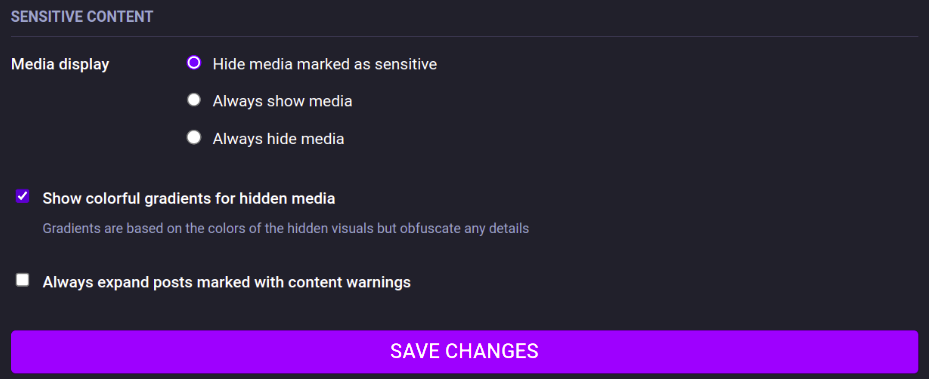 SENSITIVE CONTENT
Media display
Hide media marked as sensitive
Always show media
Always hide media
Show colorful gradients for hidden media
Gradients are based on the colors of the hidden visuals but obfuscate any details
Always expand posts marked with content warnings
SAVE CHANGES